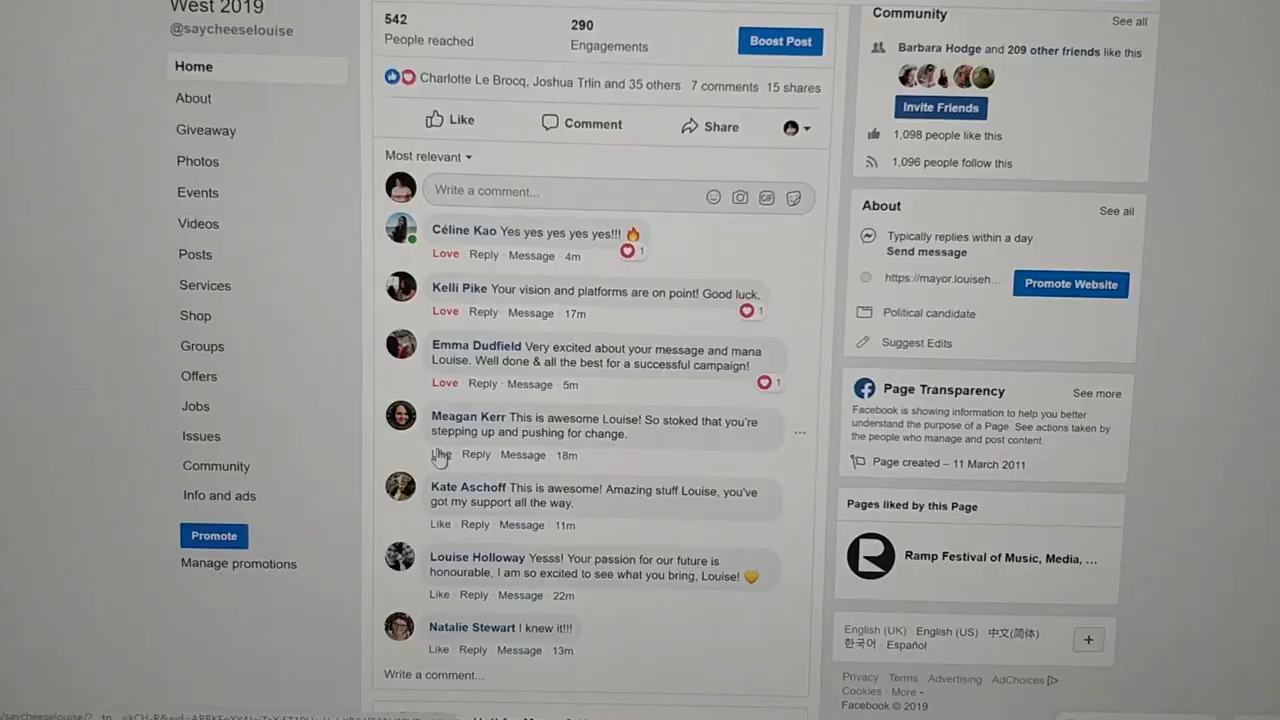 West 2019
@saycheeselouise
Home
About
Giveaway
Photos
Events
Videos
Posts
Services
Shop
Groups
Offers
Jobs
Issues
Community
Info and ads
Promote
Manage promotions
542
People reached
290
Engagements
Boost Post
Charlotte Le Brocq, Joshua Trlin and 35 others 7 comments 15 shares
Like Comment Share
Most relevant
Write a comment...
GIF
Céline Kao Yes yes yes yes yes!!! 🔥
1
Love · Reply · Message · 4m
Kelli Pike Your vision and platforms are on point! Good luck.
1
Love · Reply · Message · 17m
Emma Dudfield Very excited about your message and mana
Louise. Well done & all the best for a successful campaign!
1
Love · Reply · Message · 5m
Meagan Kerr This is awesome Louise! So stoked that you're
stepping up and pushing for change.
Like · Reply · Message · 18m
Kate Aschoff This is awesome! Amazing stuff Louise, you've
got my support all the way.
Like · Reply · Message · 11m
Louise Holloway Yesss! Your passion for our future is
honourable, I am so excited to see what you bring, Louise! 💛
Like · Reply · Message · 22m
Natalie Stewart I knew it!!!
Like · Reply · Message · 13m
Write a comment...
Community See all
Barbara Hodge and 209 other friends like this
Invite Friends
1,098 people like this
1,096 people follow this
About See all
Typically replies within a day
Send message
https://mayor.louiseh... Promote Website
Political candidate
Suggest Edits
Page Transparency See more
Facebook is showing information to help you better
understand the purpose of a Page. See actions taken by
the people who manage and post content.
Page created – 11 March 2011
Pages liked by this Page
Ramp Festival of Music, Media, ...
English (UK) · English (US) · 中文(简体) ·
한국어 · Español
+
Privacy · Terms · Advertising · AdChoices
Cookies · More
Facebook © 2019